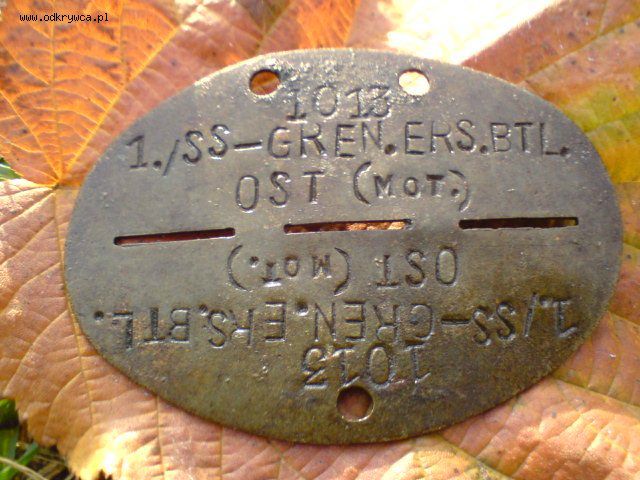 www.odkrywca.pl
1013
1./SS-GREN.ERS.BTL.
OST (MOT.)
OST (MOT.)
1./SS-GREN.ERS.BTL.
1013